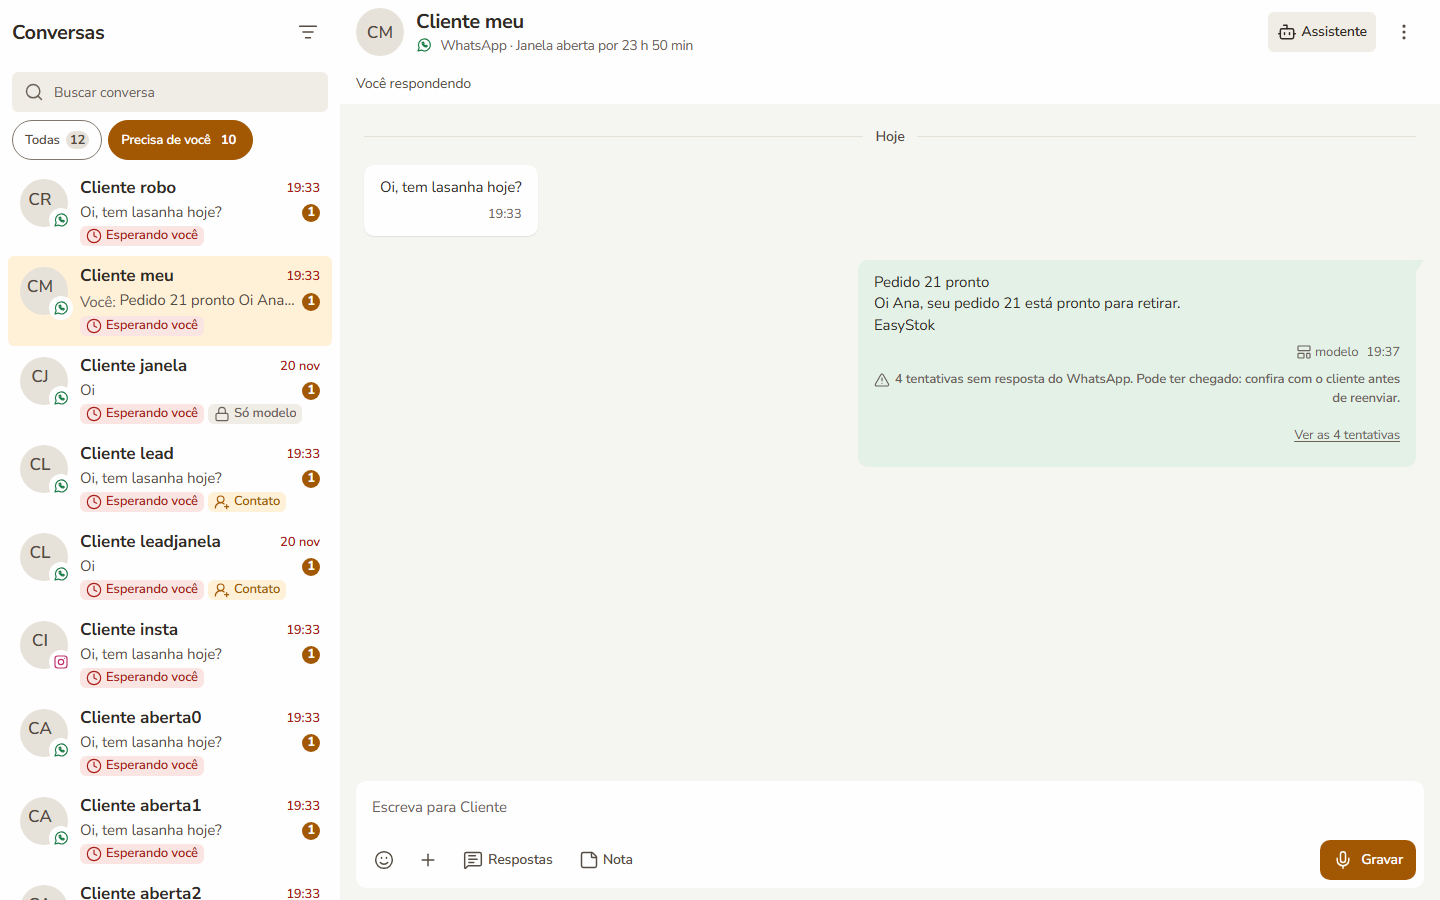 Conversas
Buscar conversa
Todas 12
Precisa de você 10
CR
Cliente robo
19:33
Oi, tem lasanha hoje?
1
Esperando você
CM
Cliente meu
19:33
Você: Pedido 21 pronto Oi Ana...
1
Esperando você
CJ
Cliente janela
20 nov
Oi
1
Esperando você
Só modelo
CL
Cliente lead
19:33
Oi, tem lasanha hoje?
1
Esperando você
Contato
CL
Cliente leadjanela
20 nov
Oi
1
Esperando você
Contato
CI
Cliente insta
19:33
Oi, tem lasanha hoje?
1
Esperando você
CA
Cliente aberta0
19:33
Oi, tem lasanha hoje?
1
Esperando você
CA
Cliente aberta1
19:33
Oi, tem lasanha hoje?
1
Esperando você
Cliente aberta2
19:33
CM
Cliente meu
WhatsApp · Janela aberta por 23 h 50 min
Assistente
Você respondendo
Hoje
Oi, tem lasanha hoje?
19:33
Pedido 21 pronto
Oi Ana, seu pedido 21 está pronto para retirar.
EasyStok
modelo 19:37
4 tentativas sem resposta do WhatsApp. Pode ter chegado: confira com o cliente antes
de reenviar.
Ver as 4 tentativas
Escreva para Cliente
Respostas
Nota
Gravar